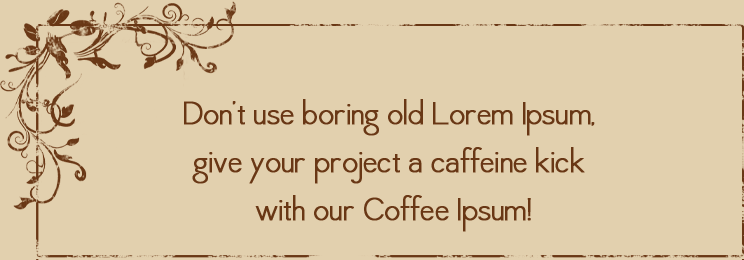 Don't use boring old Lorem Ipsum,
give your project a caffeine kick
with our Coffee Ipsum!